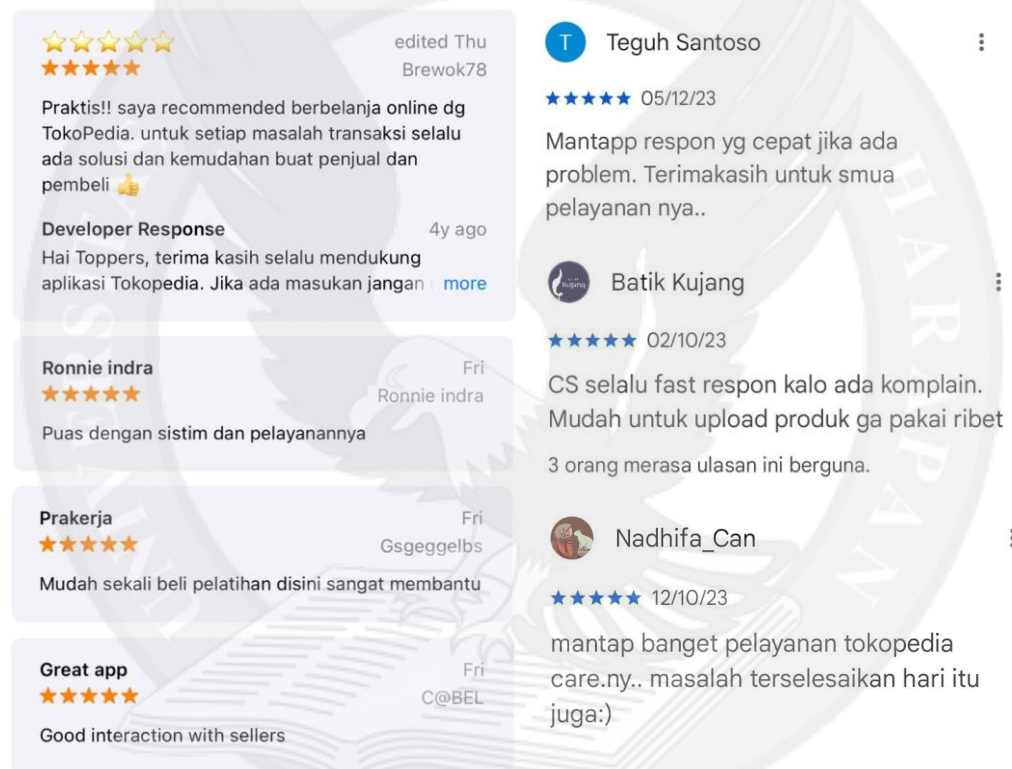 edited Thu
Brewok78
Praktis!! saya recommended berbelanja online dg
TokoPedia. untuk setiap masalah transaksi selalu
ada solusi dan kemudahan buat penjual dan
pembeli 👍
Developer Response
4y ago
Hai Toppers, terima kasih selalu mendukung
aplikasi Tokopedia. Jika ada masukan jangan more
Ronnie indra
Fri
Ronnie indra
Puas dengan sistim dan pelayanannya
Prakerja
Fri
Gsgeggelbs
Mudah sekali beli pelatihan disini sangat membantu
Great app
Fri
C@BEL
Good interaction with sellers
T
Teguh Santoso
05/12/23
Mantapp respon yg cepat jika ada
problem. Terimakasih untuk smua
pelayanan nya..
kujang
Batik Kujang
02/10/23
CS selalu fast respon kalo ada komplain.
Mudah untuk upload produk ga pakai ribet
3 orang merasa ulasan ini berguna.
Nadhifa_Can
12/10/23
mantap banget pelayanan tokopedia
care.ny.. masalah terselesaikan hari itu
juga:)
UNIVERSITAS
HARAPAN